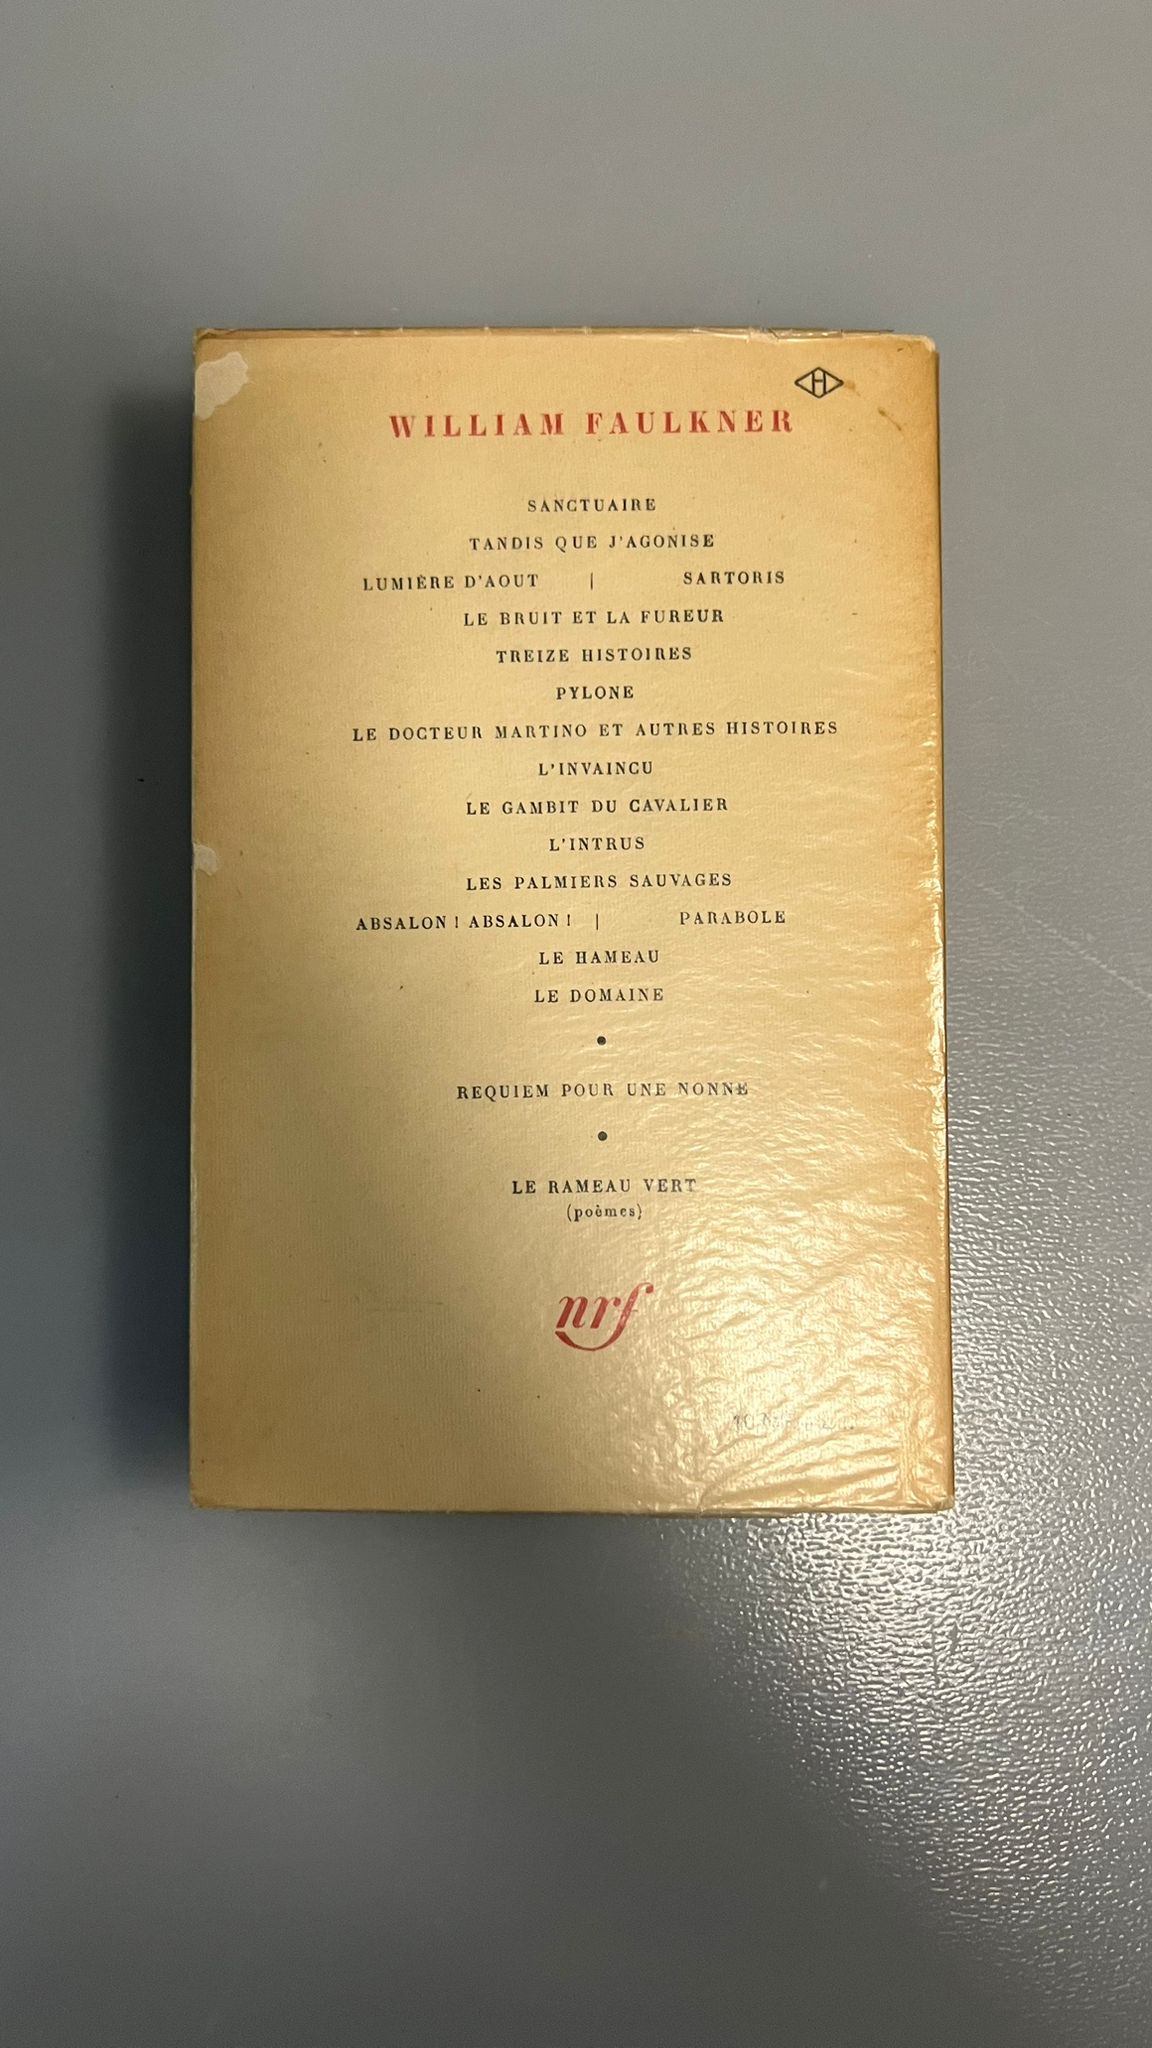 H
WILLIAM FAULKNER
SANCTUAIRE
TANDIS QUE J'AGONISE
LUMIÈRE D'AOUT | SARTORIS
LE BRUIT ET LA FUREUR
TREIZE HISTOIRES
PYLONE
LE DOCTEUR MARTINO ET AUTRES HISTOIRES
L'INVAINCU
LE GAMBIT DU CAVALIER
L'INTRUS
LES PALMIERS SAUVAGES
ABSALON ! ABSALON ! | PARABOLE
LE HAMEAU
LE DOMAINE
•
REQUIEM POUR UNE NONNE
•
LE RAMEAU VERT
(poèmes)
nrf